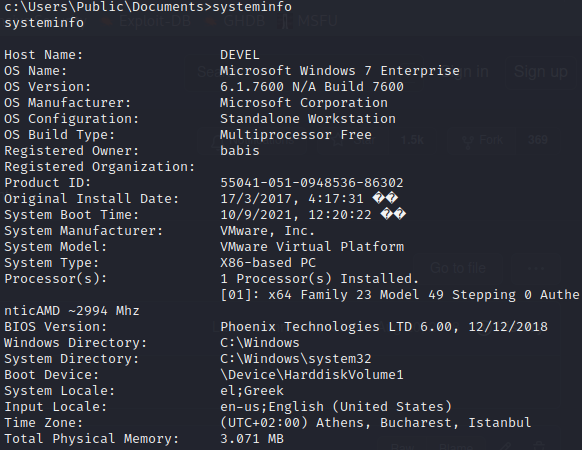 c:\Users\Public\Documents>systeminfo
systeminfo
Host Name: DEVEL
OS Name: Microsoft Windows 7 Enterprise
OS Version: 6.1.7600 N/A Build 7600
OS Manufacturer: Microsoft Corporation
OS Configuration: Standalone Workstation
OS Build Type: Multiprocessor Free
Registered Owner: babis
Registered Organization:
Product ID: 55041-051-0948536-86302
Original Install Date: 17/3/2017, 4:17:31 ��
System Boot Time: 10/9/2021, 12:20:22 ��
System Manufacturer: VMware, Inc.
System Model: VMware Virtual Platform
System Type: X86-based PC
Processor(s): 1 Processor(s) Installed.
[01]: x64 Family 23 Model 49 Stepping 0 Authe
nticAMD ~2994 Mhz
BIOS Version: Phoenix Technologies LTD 6.00, 12/12/2018
Windows Directory: C:\Windows
System Directory: C:\Windows\system32
Boot Device: \Device\HarddiskVolume1
System Locale: el;Greek
Input Locale: en-us;English (United States)
Time Zone: (UTC+02:00) Athens, Bucharest, Istanbul
Total Physical Memory: 3.071 MB